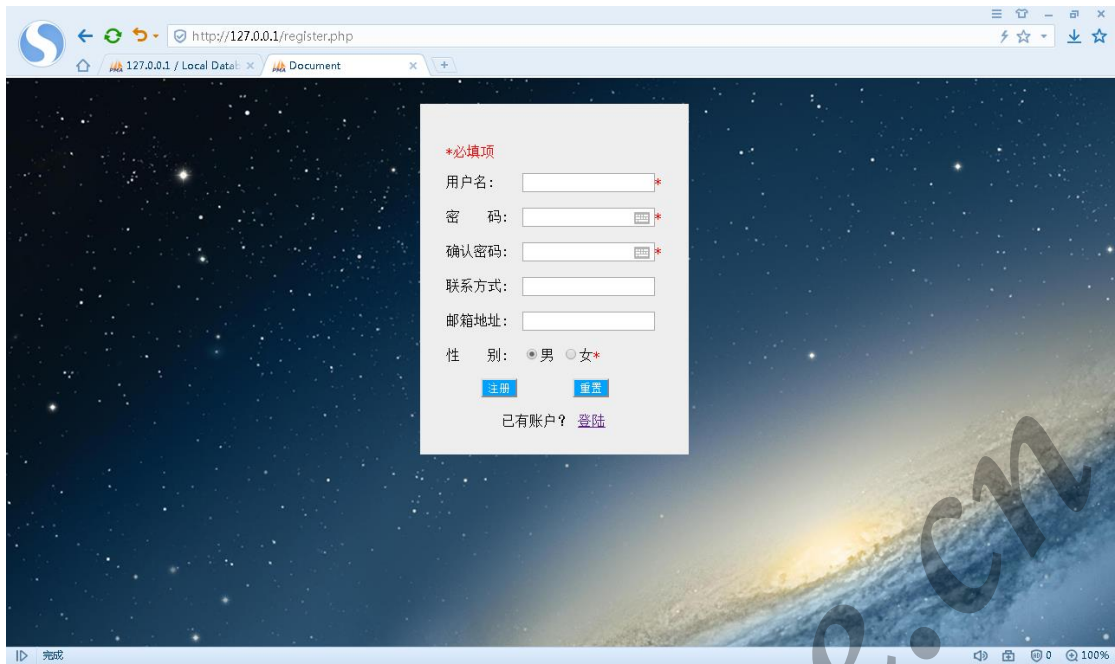 http://127.0.0.1/register.php
127.0.0.1 / Local Datab
Document
*必填项
用户名: *
密 码: *
确认密码: *
联系方式:
邮箱地址:
性 别: 男 女*
注册 重置
已有账户? 登陆
完成
0 100%